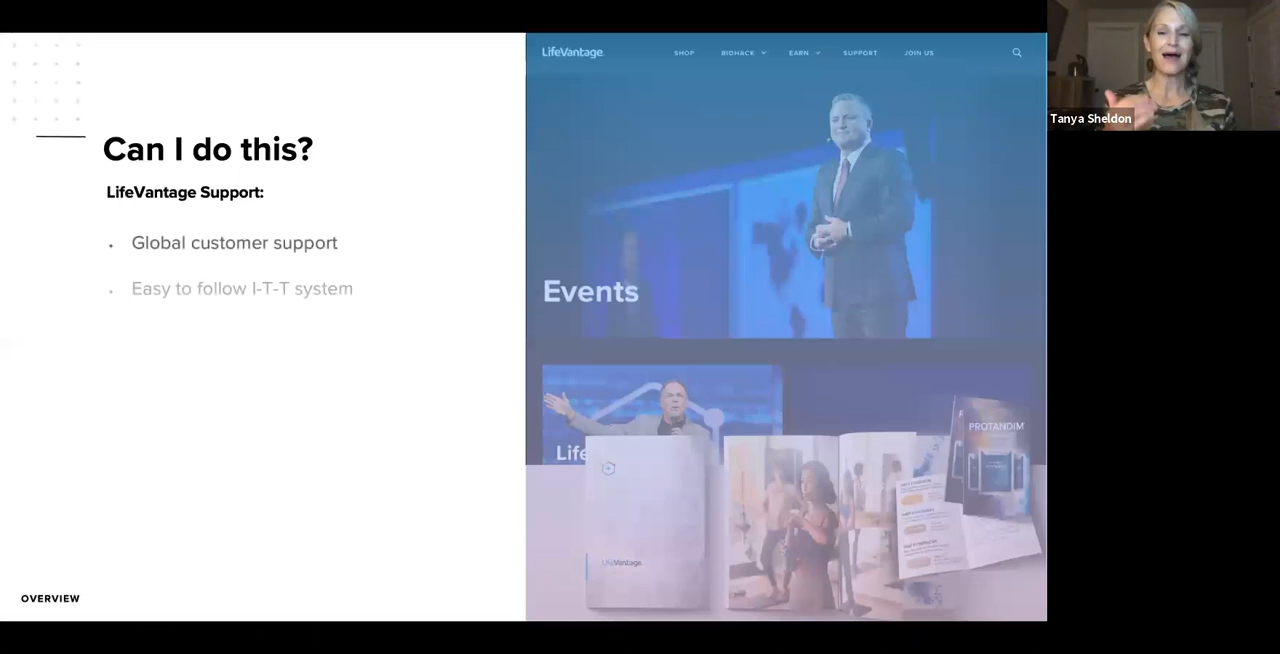 Can I do this?
LifeVantage Support:
• Global customer support
• Easy to follow I-T-T system
OVERVIEW
LifeVantage
SHOP
BIOHACK
EARN
SUPPORT
JOIN US
Events
Life
PROTANDIM
LifeVantage
Tanya Sheldon